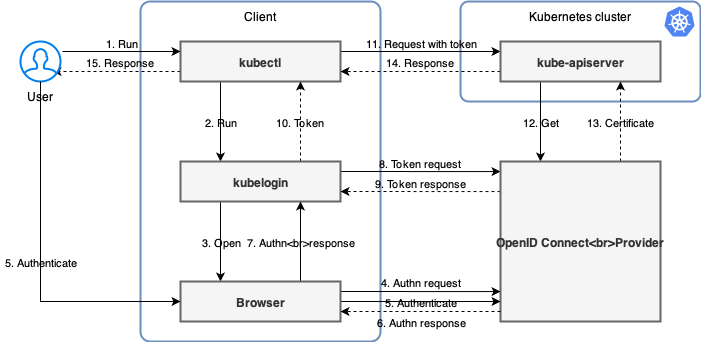 Client
Kubernetes cluster
1. Run
kubectl
11. Request with token
kube-apiserver
15. Response
14. Response
User
2. Run
10. Token
12. Get
13. Certificate
kubelogin
8. Token request
9. Token response
3. Open
7. Authn<br>response
OpenID Connect<br>Provider
5. Authenticate
Browser
4. Authn request
5. Authenticate
6. Authn response